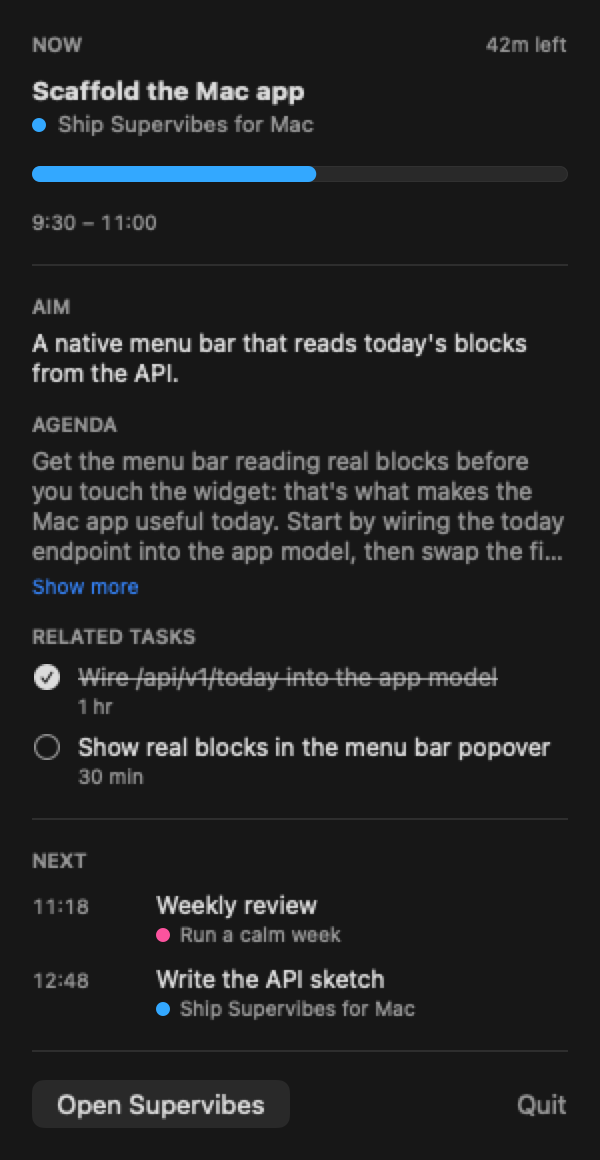 NOW
42m left
Scaffold the Mac app
Ship Supervibes for Mac
9:30 – 11:00
AIM
A native menu bar that reads today's blocks
from the API.
AGENDA
Get the menu bar reading real blocks before
you touch the widget: that's what makes the
Mac app useful today. Start by wiring the today
endpoint into the app model, then swap the fi...
Show more
RELATED TASKS
Wire /api/v1/today into the app model
1 hr
Show real blocks in the menu bar popover
30 min
NEXT
11:18
Weekly review
Run a calm week
12:48
Write the API sketch
Ship Supervibes for Mac
Open Supervibes
Quit